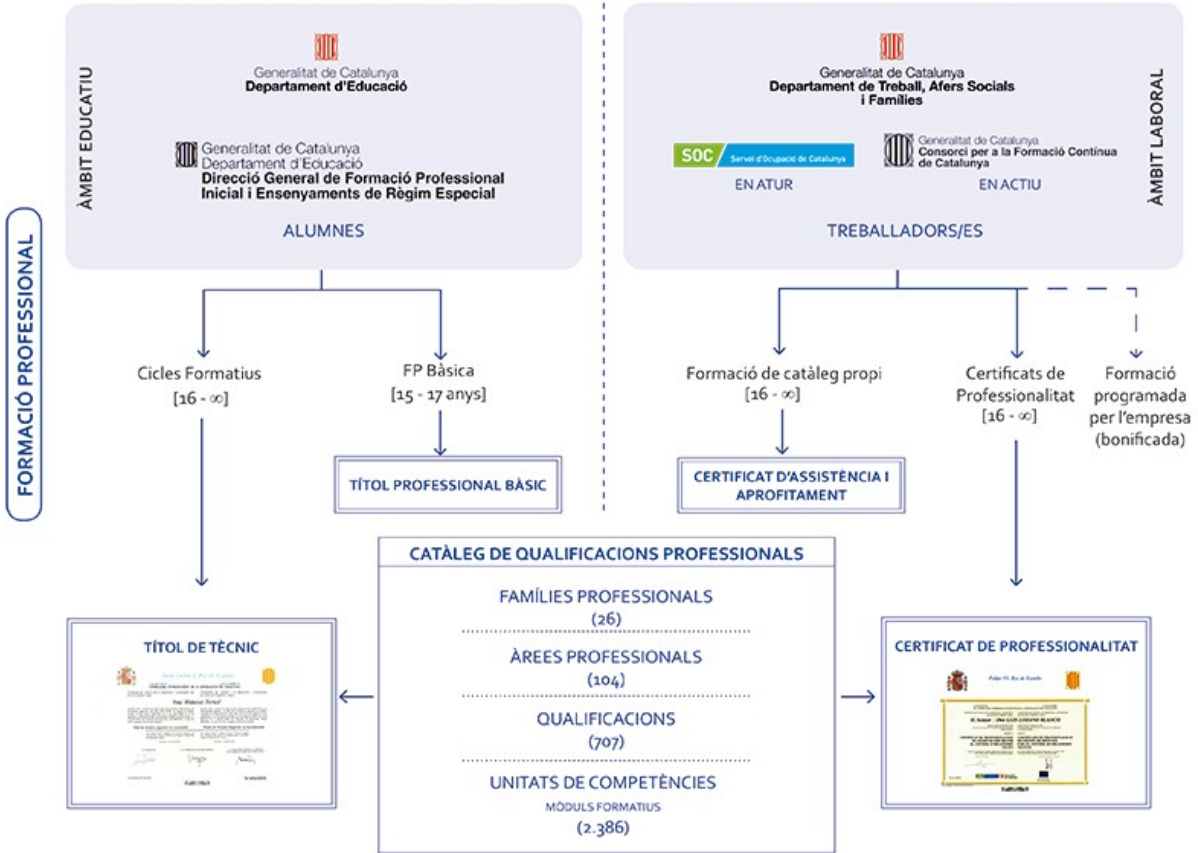 FORMACIÓ PROFESSIONAL
ÀMBIT EDUCATIU
Generalitat de Catalunya
Departament d'Educació
Generalitat de Catalunya
Departament d'Educació
Direcció General de Formació Professional
Inicial i Ensenyaments de Règim Especial
ALUMNES
Generalitat de Catalunya
Departament de Treball, Afers Socials
i Famílies
SOC
Servei d'Ocupació de Catalunya
EN ATUR
Generalitat de Catalunya
Consorci per a la Formació Contínua
de Catalunya
EN ACTIU
TREBALLADORS/ES
ÀMBIT LABORAL
Cicles Formatius
[16 - ∞]
FP Bàsica
[15 - 17 anys]
Formació de catàleg propi
[16 - ∞]
Certificats de
Professionalitat
[16 - ∞]
Formació
programada
per l'empresa
(bonificada)
TÍTOL PROFESSIONAL BÀSIC
CERTIFICAT D'ASSISTÈNCIA I
APROFITAMENT
CATÀLEG DE QUALIFICACIONS PROFESSIONALS
FAMÍLIES PROFESSIONALS
(26)
ÀREES PROFESSIONALS
(104)
QUALIFICACIONS
(707)
UNITATS DE COMPETÈNCIES
MÒDULS FORMATIUS
(2.386)
TÍTOL DE TÈCNIC
CERTIFICAT DE PROFESSIONALITAT